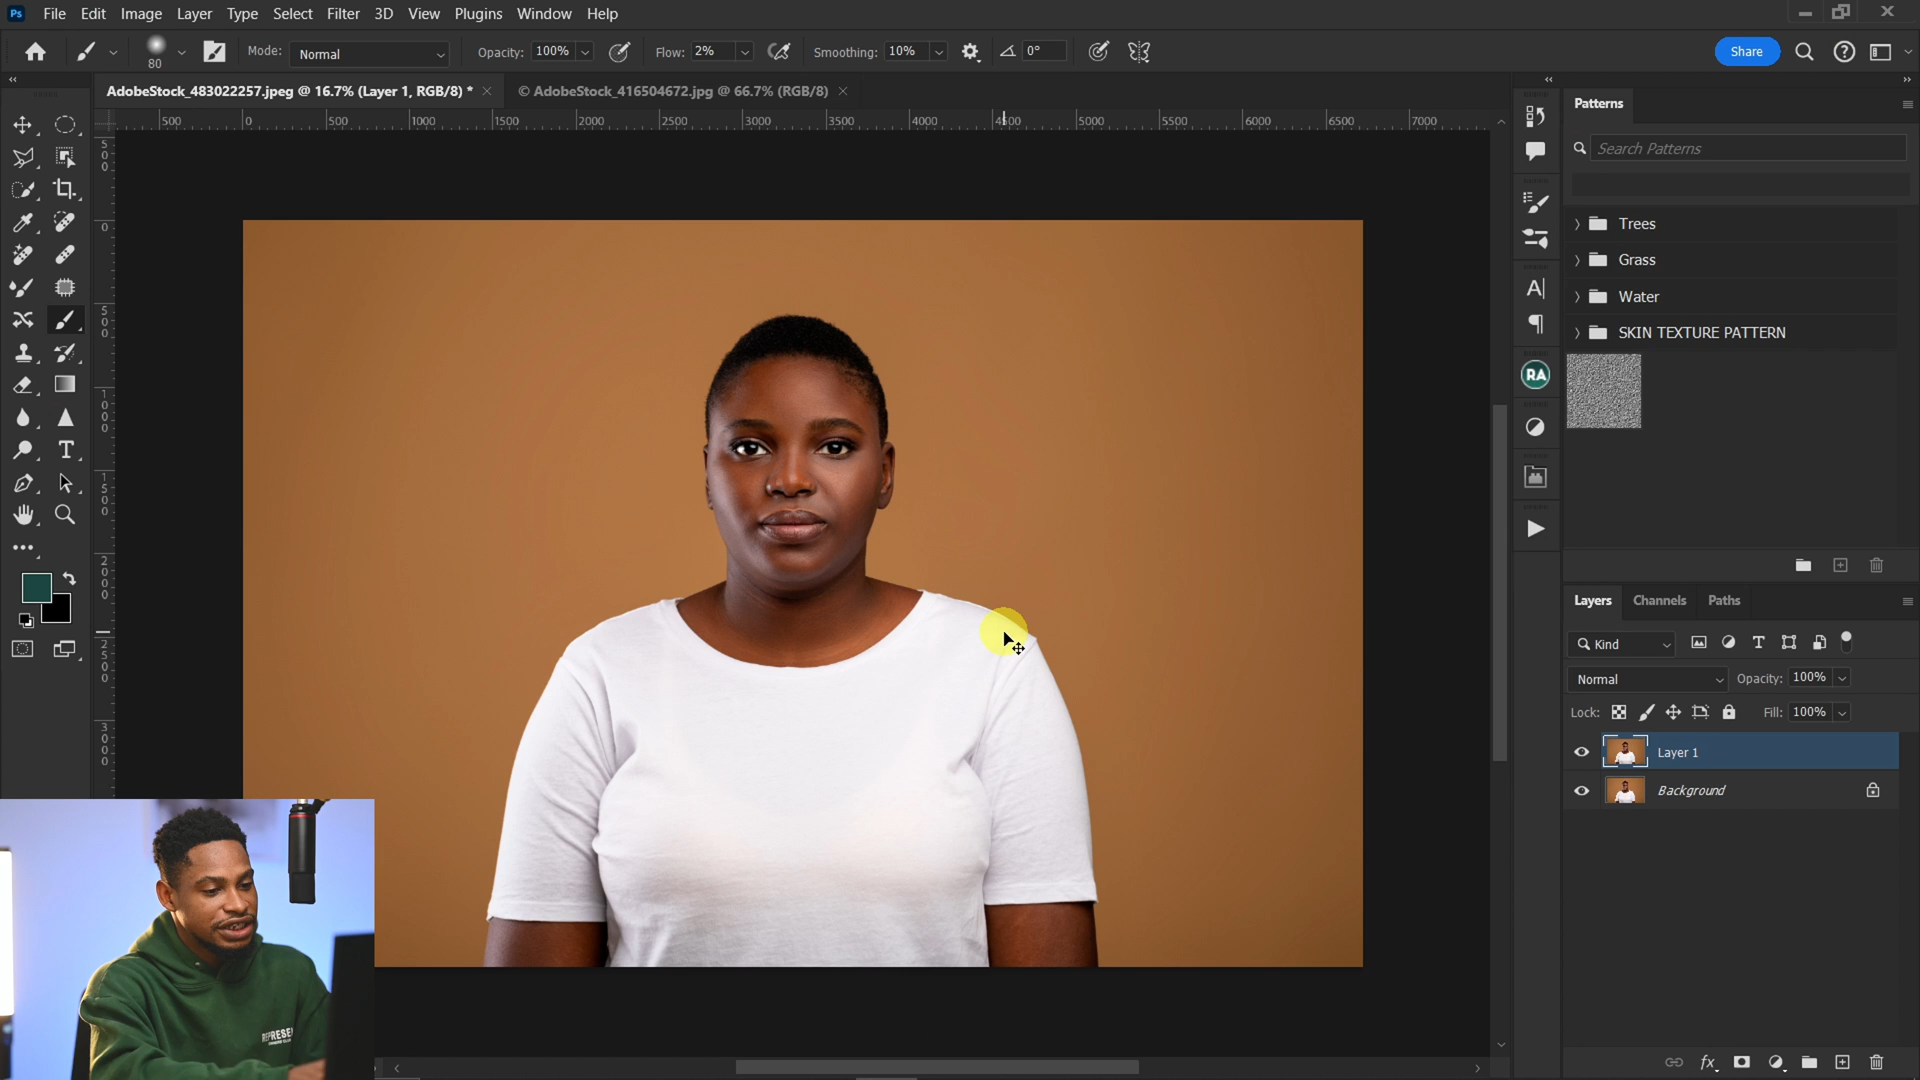 Ps File Edit Image Layer Type Select Filter 3D View Plugins Window Help
80 Mode: Normal Opacity: 100% Flow: 2% Smoothing: 10% 0° Share
AdobeStock_483022257.jpeg @ 16.7% (Layer 1, RGB/8) * © AdobeStock_416504672.jpg @ 66.7% (RGB/8)
500 0 500 1000 1500 2000 2500 3000 3500 4000 4500 5000 5500 6000 6500 7000
500
0
500
1000
1500
2000
2500
3000
Patterns
Search Patterns
Trees
Grass
Water
SKIN TEXTURE PATTERN
RA
Layers Channels Paths
Kind
Normal Opacity: 100%
Lock: Fill: 100%
Layer 1
Background
fx